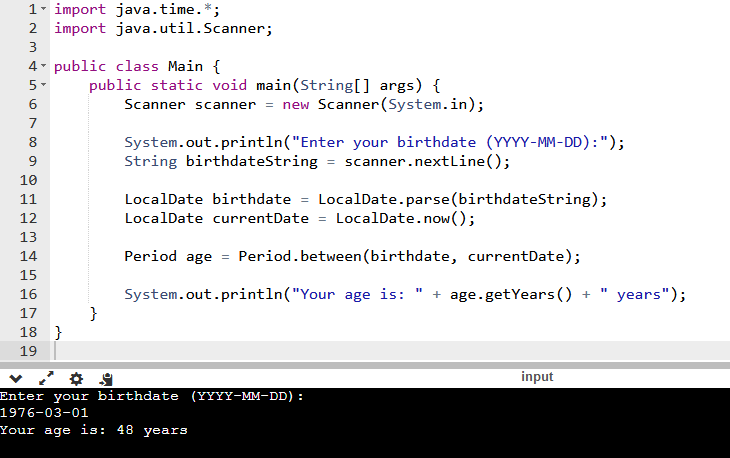 1 import java.time.*;
2 import java.util.Scanner;
3
4 public class Main {
5     public static void main(String[] args) {
6         Scanner scanner = new Scanner(System.in);
7
8         System.out.println("Enter your birthdate (YYYY-MM-DD):");
9         String birthdateString = scanner.nextLine();
10
11         LocalDate birthdate = LocalDate.parse(birthdateString);
12         LocalDate currentDate = LocalDate.now();
13
14         Period age = Period.between(birthdate, currentDate);
15
16         System.out.println("Your age is: " + age.getYears() + " years");
17     }
18 }
19
input
Enter your birthdate (YYYY-MM-DD):
1976-03-01
Your age is: 48 years